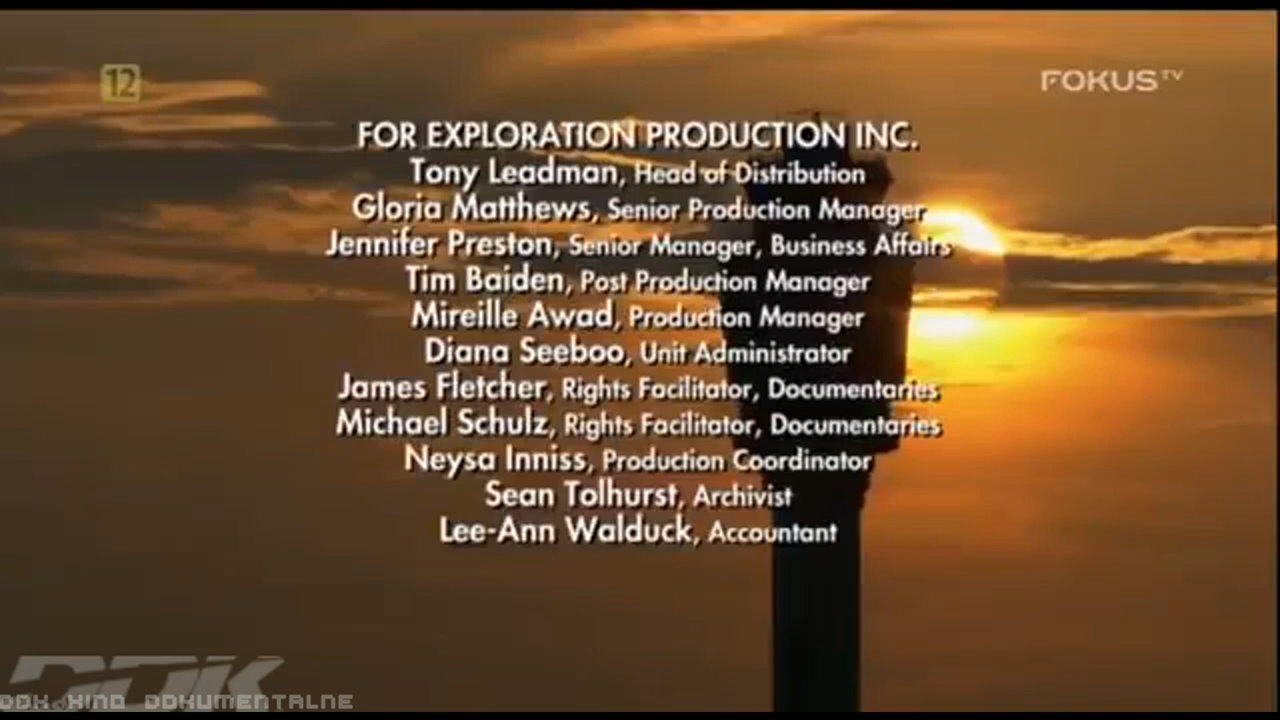 12
FOKUS TV
FOR EXPLORATION PRODUCTION INC.
Tony Leadman, Head of Distribution
Gloria Matthews, Senior Production Manager
Jennifer Preston, Senior Manager, Business Affairs
Tim Baiden, Post Production Manager
Mireille Awad, Production Manager
Diana Seeboo, Unit Administrator
James Fletcher, Rights Facilitator, Documentaries
Michael Schulz, Rights Facilitator, Documentaries
Neysa Inniss, Production Coordinator
Sean Tolhurst, Archivist
Lee-Ann Walduck, Accountant
DDK
DDK KINO DOKUMENTALNE